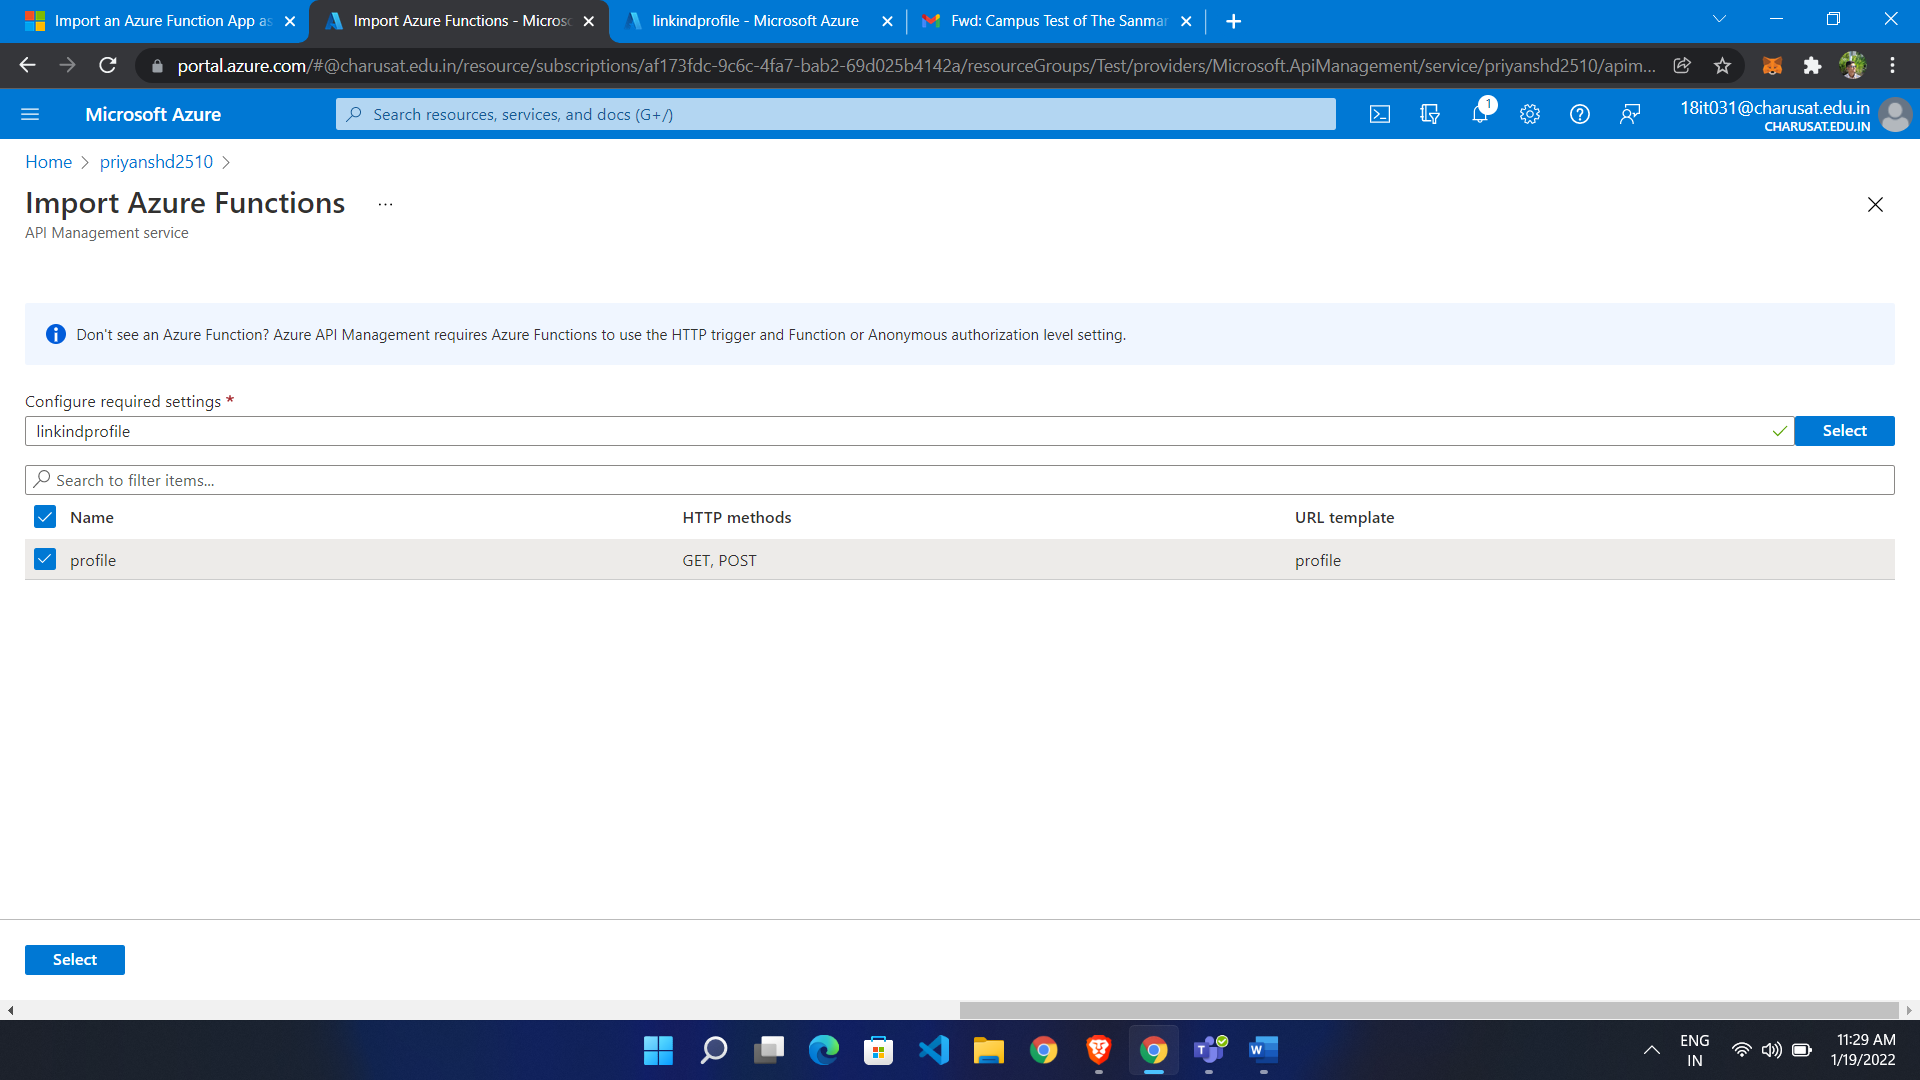 Import an Azure Function App as
Import Azure Functions - Microso
linkindprofile - Microsoft Azure
Fwd: Campus Test of The Sanmar
portal.azure.com/#@charusat.edu.in/resource/subscriptions/af173fdc-9c6c-4fa7-bab2-69d025b4142a/resourceGroups/Test/providers/Microsoft.ApiManagement/service/priyanshd2510/apim...
Microsoft Azure
Search resources, services, and docs (G+/)
1
18it031@charusat.edu.in
CHARUSAT.EDU.IN
Home > priyanshd2510 >
Import Azure Functions ...
API Management service
Don't see an Azure Function? Azure API Management requires Azure Functions to use the HTTP trigger and Function or Anonymous authorization level setting.
Configure required settings *
linkindprofile
Select
Search to filter items...
Name HTTP methods URL template
profile GET, POST profile
Select
ENG
IN
11:29 AM
1/19/2022